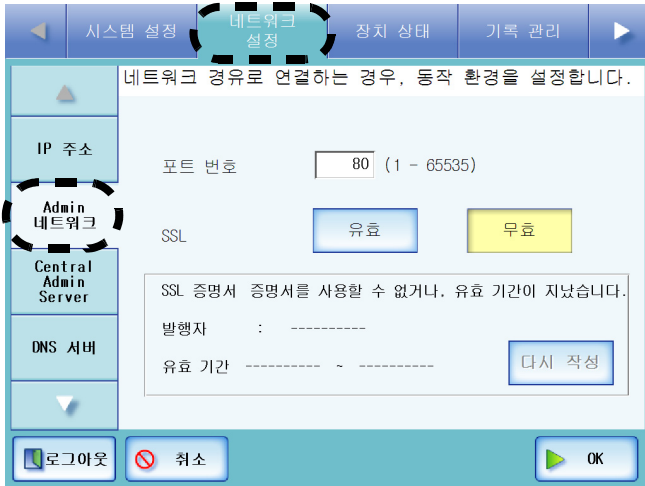 시스템 설정
네트워크
설정
장치 상태
기록 관리
네트워크 경유로 연결하는 경우, 동작 환경을 설정합니다.
IP 주소
Admin
네트워크
Central
Admin
Server
DNS 서버
포트 번호 80 (1 - 65535)
SSL 유효 무효
SSL 증명서 증명서를 사용할 수 없거나. 유효 기간이 지났습니다.
발행자 : ----------
유효 기간 ---------- ~ ----------
다시 작성
로그아웃 취소 OK